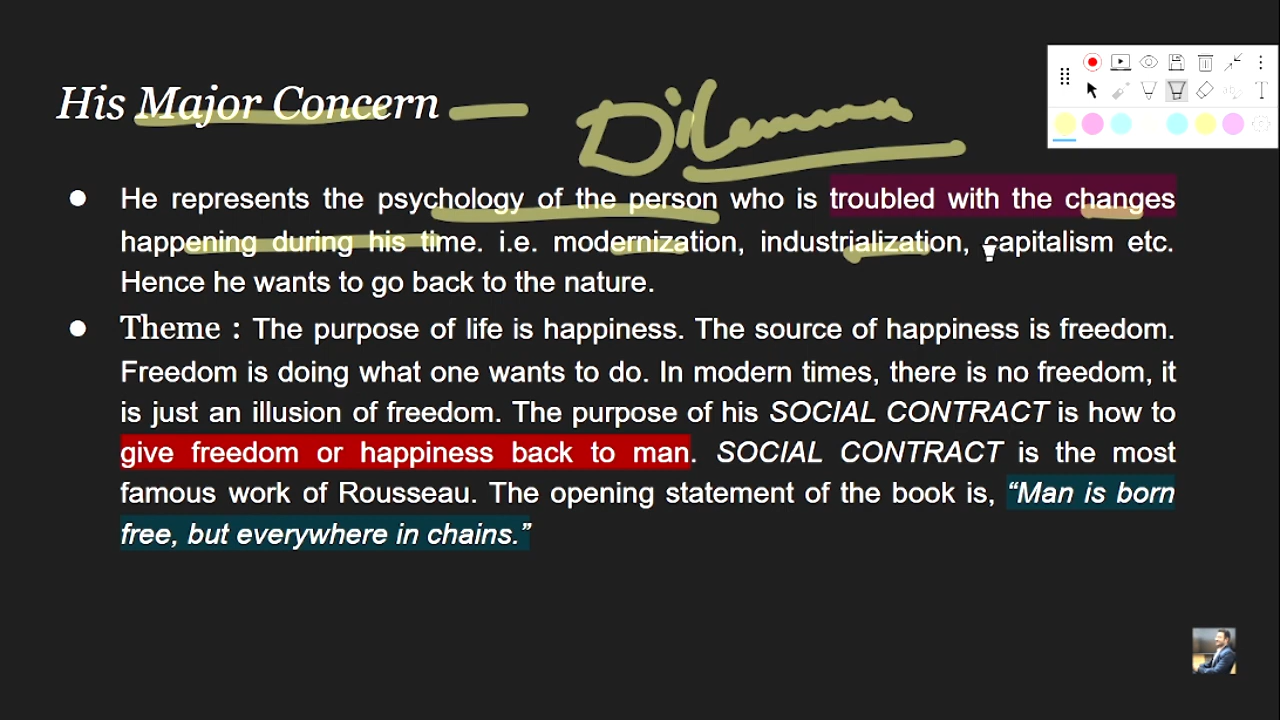 His Major Concern
Dilemma
● He represents the psychology of the person who is troubled with the changes
happening during his time. i.e. modernization, industrialization, capitalism etc.
Hence he wants to go back to the nature.
● Theme : The purpose of life is happiness. The source of happiness is freedom.
Freedom is doing what one wants to do. In modern times, there is no freedom, it
is just an illusion of freedom. The purpose of his SOCIAL CONTRACT is how to
give freedom or happiness back to man. SOCIAL CONTRACT is the most
famous work of Rousseau. The opening statement of the book is, “Man is born
free, but everywhere in chains.”